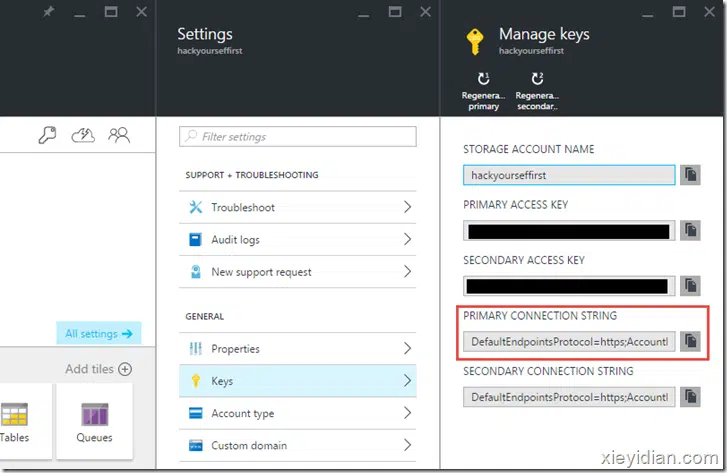 Settings
hackyourseffirst
Manage keys
hackyourseffirst
Regenera...
primary
Regenera...
secondar..
Filter settings
SUPPORT + TROUBLESHOOTING
Troubleshoot
Audit logs
New support request
GENERAL
Properties
Keys
Account type
Custom domain
All settings →
Add tiles
Tables
Queues
STORAGE ACCOUNT NAME
hackyourseffirst
PRIMARY ACCESS KEY
SECONDARY ACCESS KEY
PRIMARY CONNECTION STRING
DefaultEndpointsProtocol=https;Account
SECONDARY CONNECTION STRING
DefaultEndpointsProtocol=https;Account
xieyidian.com